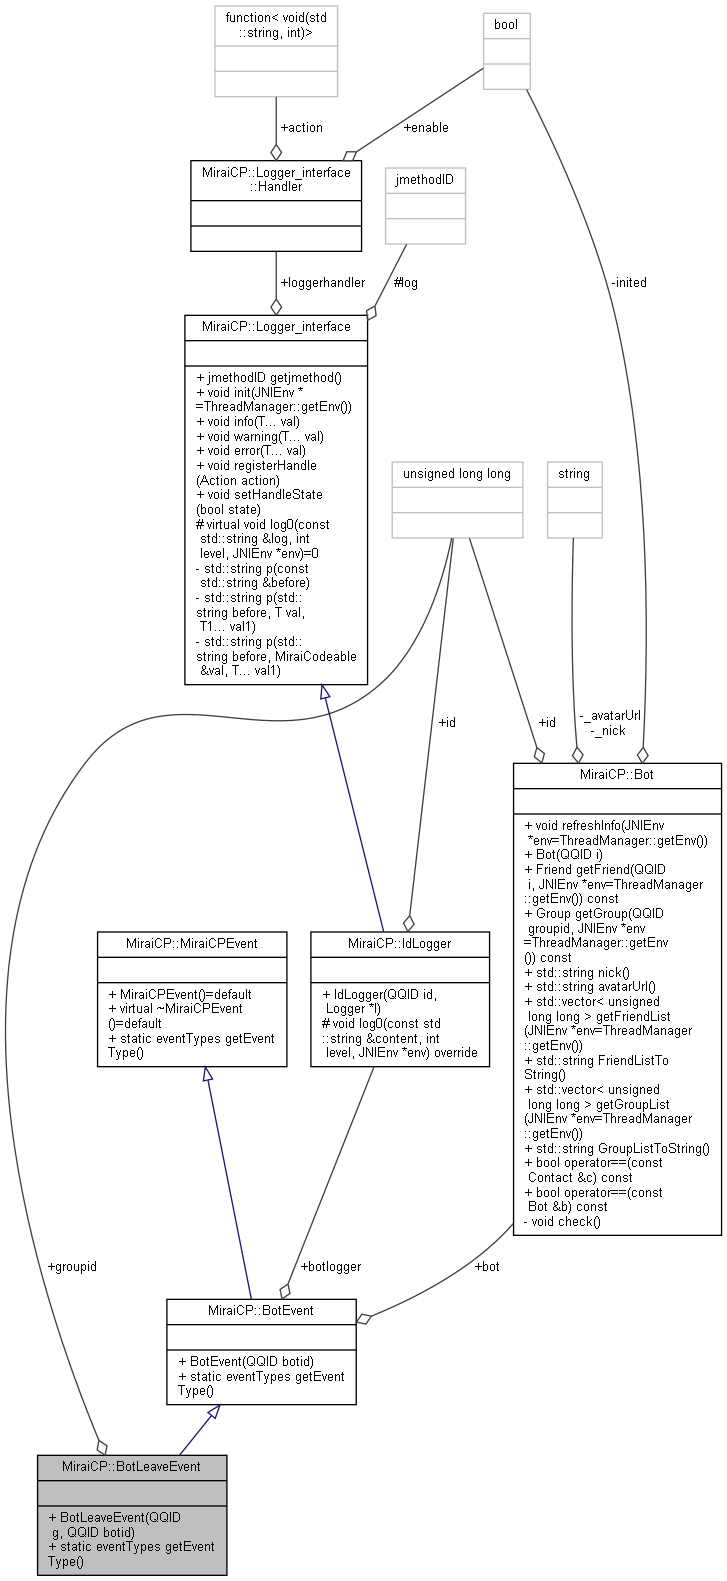 function< void(std
::string, int)>
bool
+action
+enable
MiraiCP::Logger_interface
::Handler
jmethodID
+loggerhandler
#log
-inited
MiraiCP::Logger_interface
+ jmethodID getjmethod()
+ void init(JNIEnv *
=ThreadManager::getEnv())
+ void info(T... val)
+ void warning(T... val)
+ void error(T... val)
+ void registerHandle
(Action action)
+ void setHandleState
(bool state)
# virtual void log0(const
std::string &log, int
level, JNIEnv *env)=0
- std::string p(const
std::string &before)
- std::string p(std::
string before, T val,
T1... val1)
- std::string p(std::
string before, MiraiCodeable
&val, T... val1)
unsigned long long
string
+id
+id
-_avatarUrl
-_nick
MiraiCP::Bot
+ void refreshInfo(JNIEnv
*env=ThreadManager::getEnv())
+ Bot(QQID i)
+ Friend getFriend(QQID
i, JNIEnv *env=ThreadManager
::getEnv()) const
+ Group getGroup(QQID
groupid, JNIEnv *env
=ThreadManager::getEnv
()) const
+ std::string nick()
+ std::string avatarUrl()
+ std::vector< unsigned
long long > getFriendList
(JNIEnv *env=ThreadManager
::getEnv())
+ std::string FriendListTo
String()
+ std::vector< unsigned
long long > getGroupList
(JNIEnv *env=ThreadManager
::getEnv())
+ std::string GroupListToString()
+ bool operator==(const
Contact &c) const
+ bool operator==(const
Bot &b) const
- void check()
MiraiCP::MiraiCPEvent
+ MiraiCPEvent()=default
+ virtual ~MiraiCPEvent
()=default
+ static eventTypes getEvent
Type()
MiraiCP::IdLogger
+ IdLogger(QQID id,
Logger *l)
# void log0(const std
::string &content, int
level, JNIEnv *env) override
+groupid
+botlogger
+bot
MiraiCP::BotEvent
+ BotEvent(QQID botid)
+ static eventTypes getEvent
Type()
MiraiCP::BotLeaveEvent
+ BotLeaveEvent(QQID
g, QQID botid)
+ static eventTypes getEvent
Type()